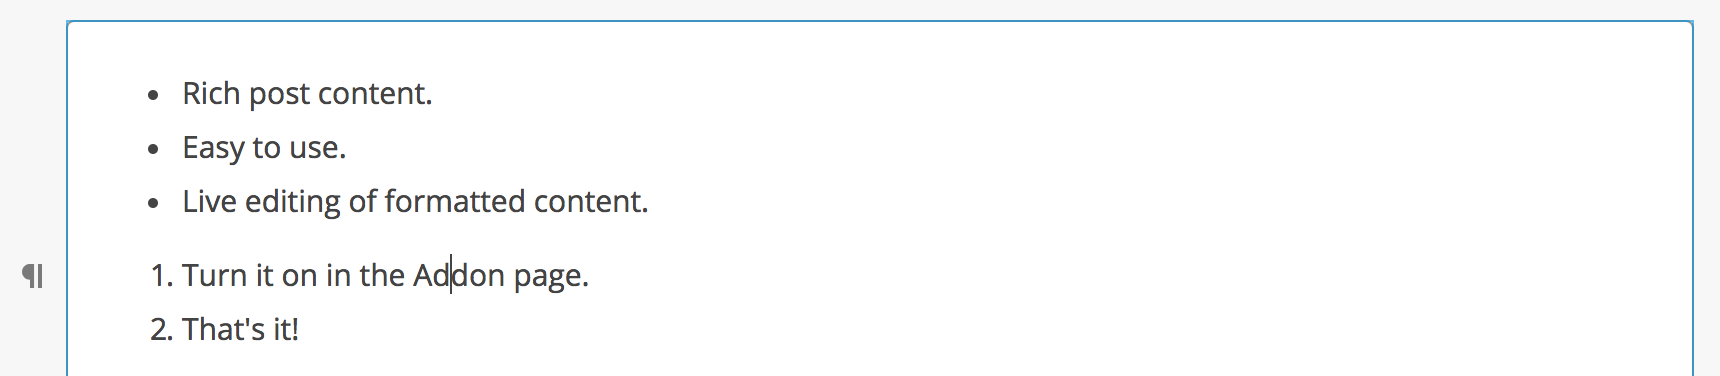 • Rich post content.
• Easy to use.
• Live editing of formatted content.
¶
1. Turn it on in the Addon page.
2. That's it!